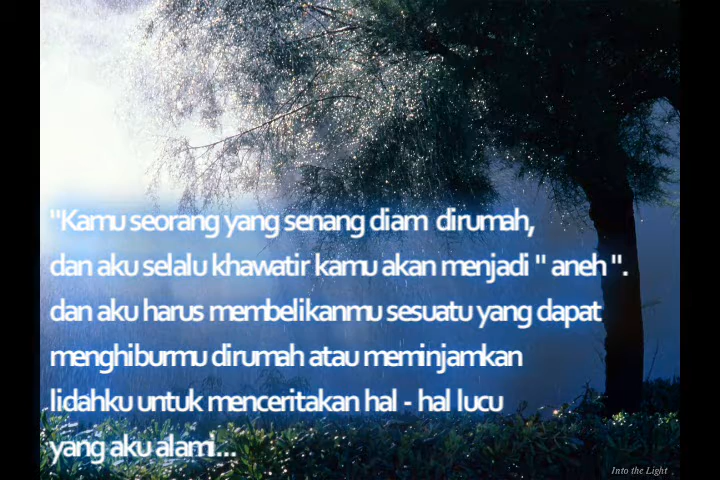 "Kamu seorang yang senang diam dirumah,
dan aku selalu khawatir kamu akan menjadi " aneh ".
dan aku harus membelikanmu sesuatu yang dapat
menghiburmu dirumah atau meminjamkan
lidahku untuk menceritakan hal - hal lucu
yang aku alami...
Into the Light